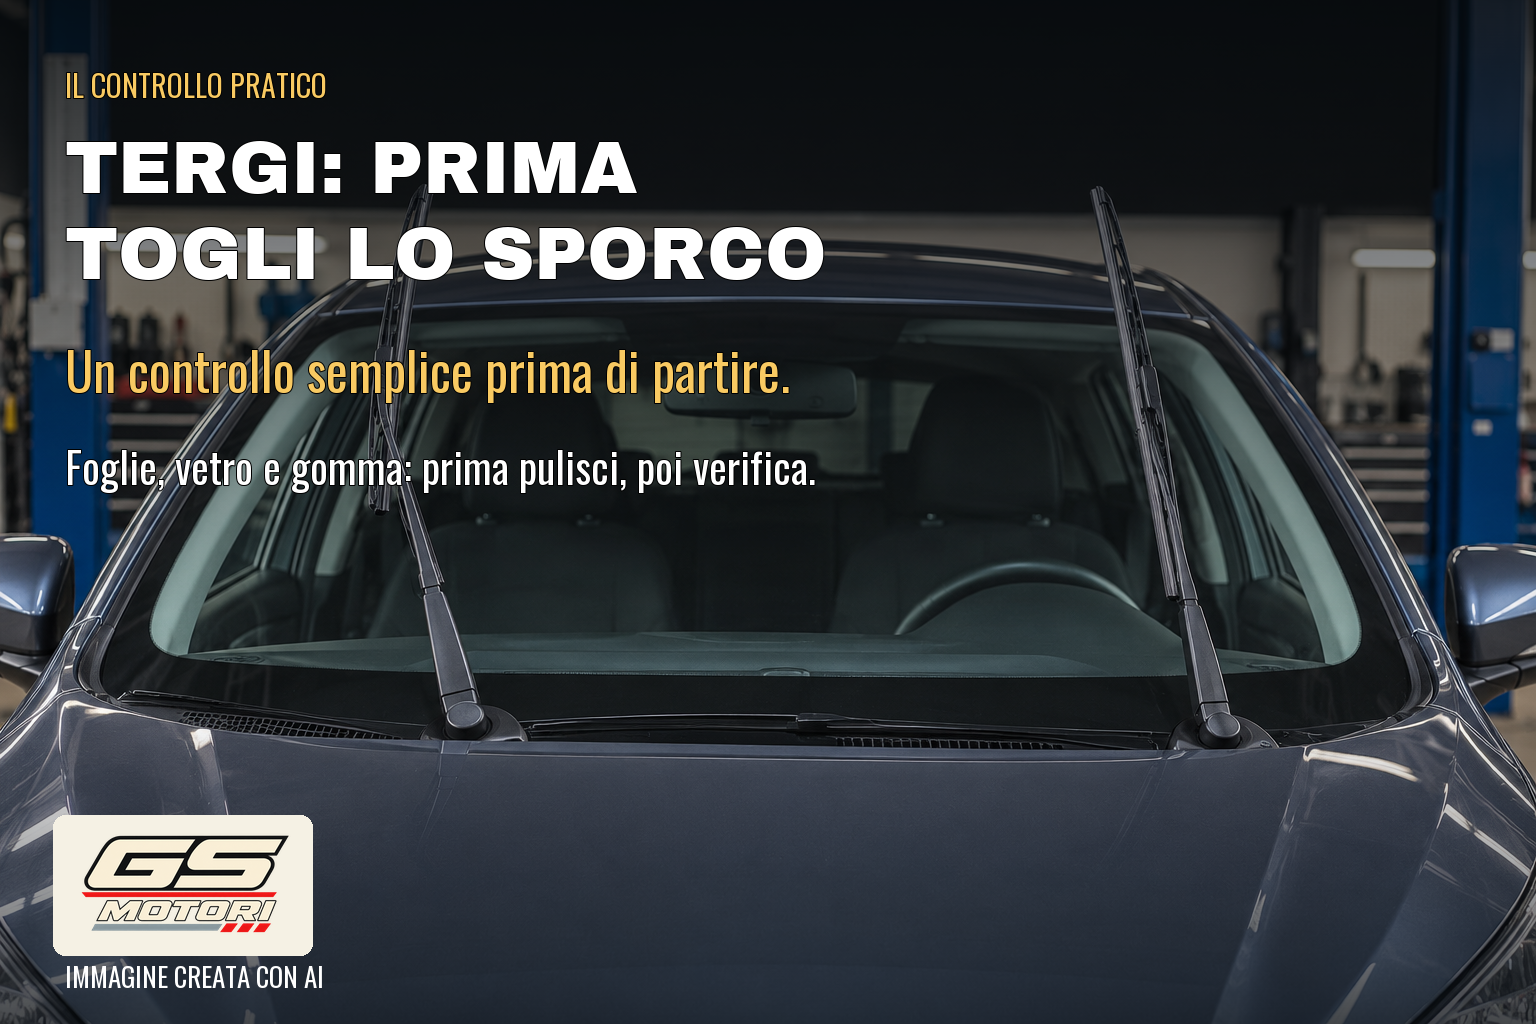 IL CONTROLLO PRATICO
TERGI: PRIMA
TOGLI LO SPORCO
Un controllo semplice prima di partire.
Foglie, vetro e gomma: prima pulisci, poi verifica.
GS
MOTORI
IMMAGINE CREATA CON AI